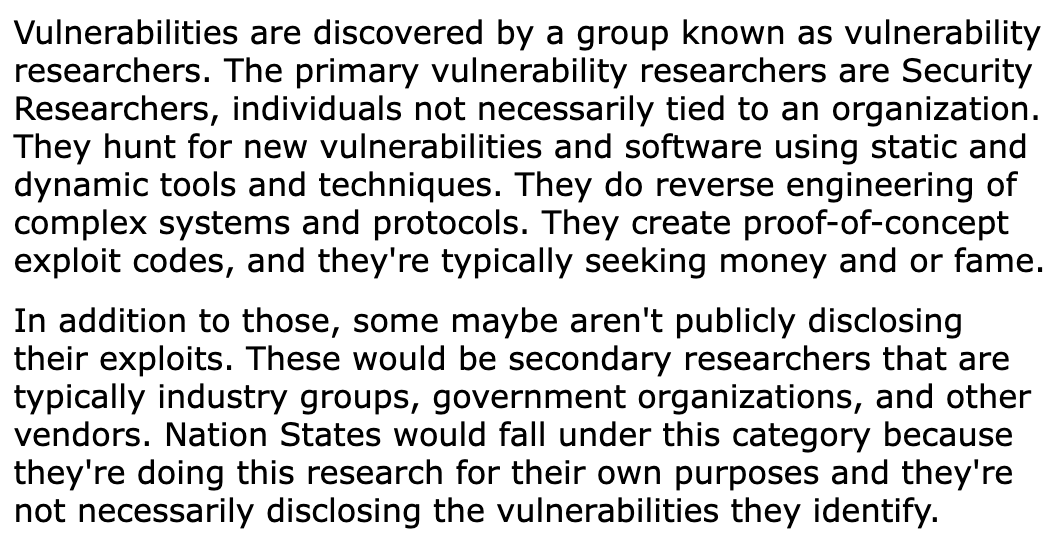 Vulnerabilities are discovered by a group known as vulnerability
researchers. The primary vulnerability researchers are Security
Researchers, individuals not necessarily tied to an organization.
They hunt for new vulnerabilities and software using static and
dynamic tools and techniques. They do reverse engineering of
complex systems and protocols. They create proof-of-concept
exploit codes, and they're typically seeking money and or fame.
In addition to those, some maybe aren't publicly disclosing
their exploits. These would be secondary researchers that are
typically industry groups, government organizations, and other
vendors. Nation States would fall under this category because
they're doing this research for their own purposes and they're
not necessarily disclosing the vulnerabilities they identify.